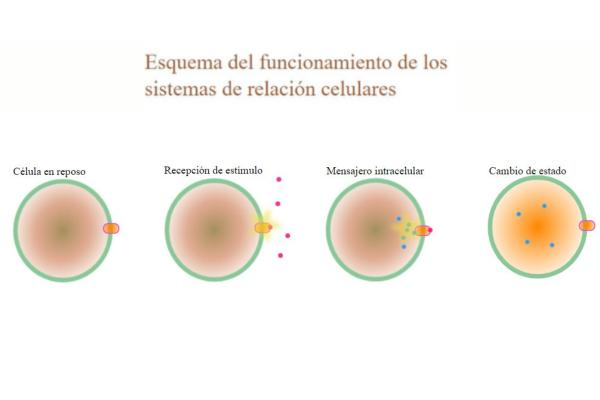 Esquema del funcionamiento de los
sistemas de relación celulares
Célula en reposo
Recepción de estímulo
Mensajero intracelular
Cambio de estado